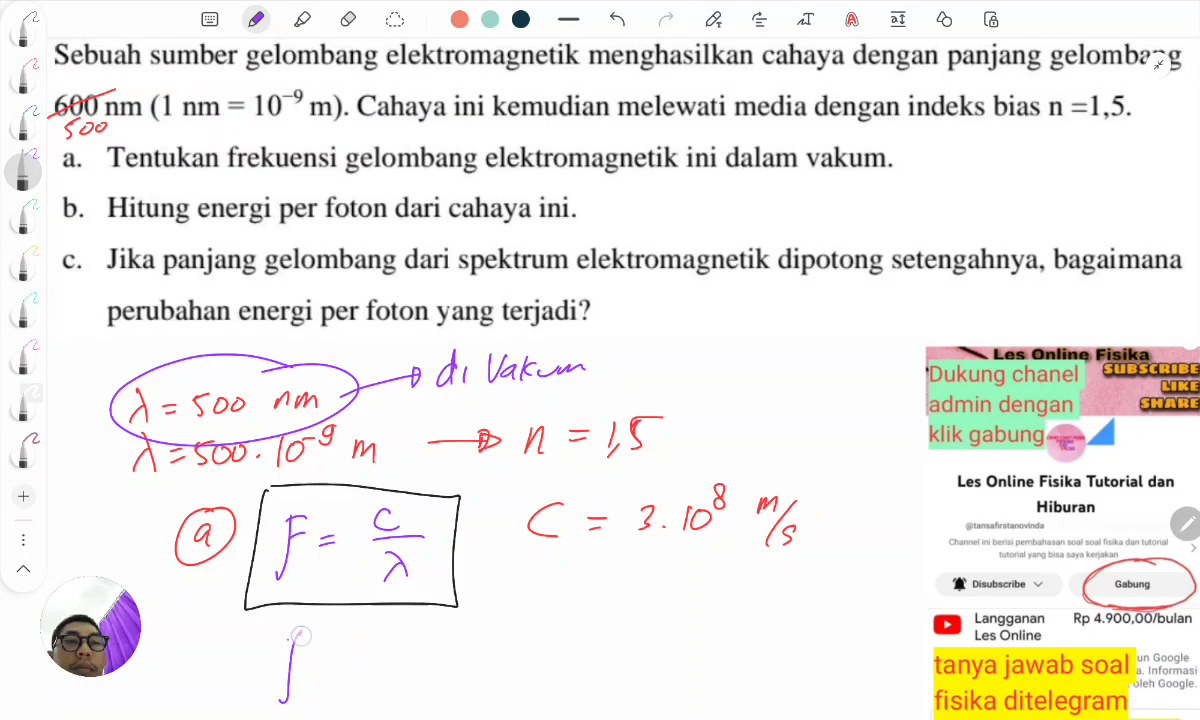 Sebuah sumber gelombang elektromagnetik menghasilkan cahaya dengan panjang gelombang
600 nm (1 nm = 10⁻⁹ m). Cahaya ini kemudian melewati media dengan indeks bias n =1,5.
500
a. Tentukan frekuensi gelombang elektromagnetik ini dalam vakum.
b. Hitung energi per foton dari cahaya ini.
c. Jika panjang gelombang dari spektrum elektromagnetik dipotong setengahnya, bagaimana
perubahan energi per foton yang terjadi?
λ = 500 nm → di Vakum
λ = 500 . 10⁻⁹ m → n = 1,5
a F = c/λ C = 3.10⁸ m/s
Les Online Fisika
SUBSCRIBE
LIKE
SHARE
Dukung chanel
admin dengan
klik gabung
Les Online Fisika Tutorial dan
Hiburan
@tansafirstanovinda
Channel ini berisi pembahasan soal soal fisika dan tutorial
tutorial yang bisa saya kerjakan
Disubscribe
Gabung
Langganan Rp 4.900,00/bulan
Les Online
un Google
a. Informasi
oleh Google.
tanya jawab soal
fisika ditelegram